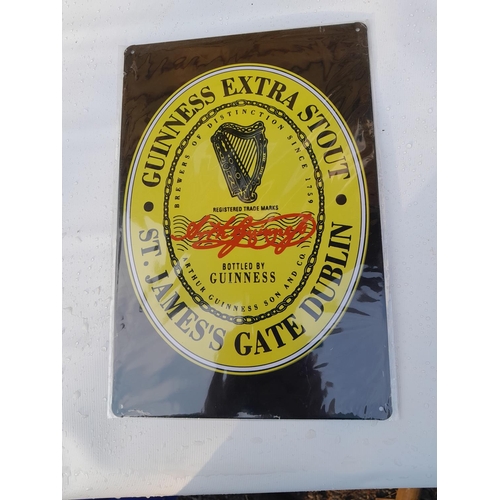 GUINNESS EXTRA STOUT
BREWERS OF DISTINCTION SINCE 1759
REGISTERED TRADE MARKS
BOTTLED BY
GUINNESS
ARTHUR GUINNESS SON AND CO.
ST. JAMES'S GATE DUBLIN